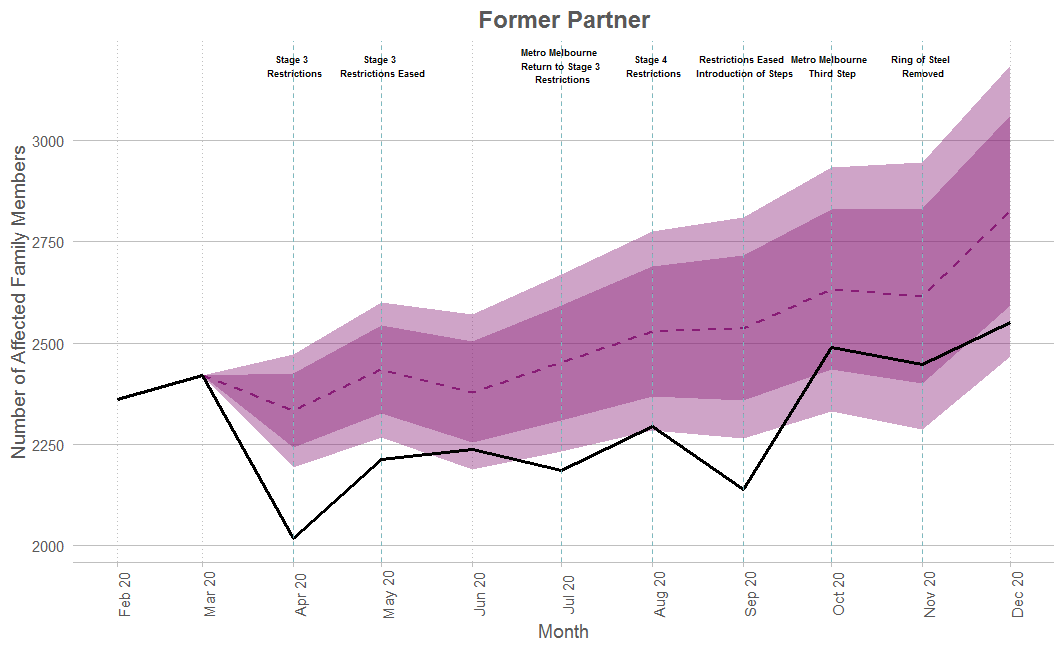 Former Partner
Stage 3
Restrictions
Stage 3
Restrictions Eased
Metro Melbourne
Return to Stage 3
Restrictions
Stage 4
Restrictions
Restrictions Eased
Introduction of Steps
Metro Melbourne
Third Step
Ring of Steel
Removed
Number of Affected Family Members
3000
2750
2500
2250
2000
Feb 20
Mar 20
Apr 20
May 20
Jun 20
Jul 20
Aug 20
Sep 20
Oct 20
Nov 20
Dec 20
Month